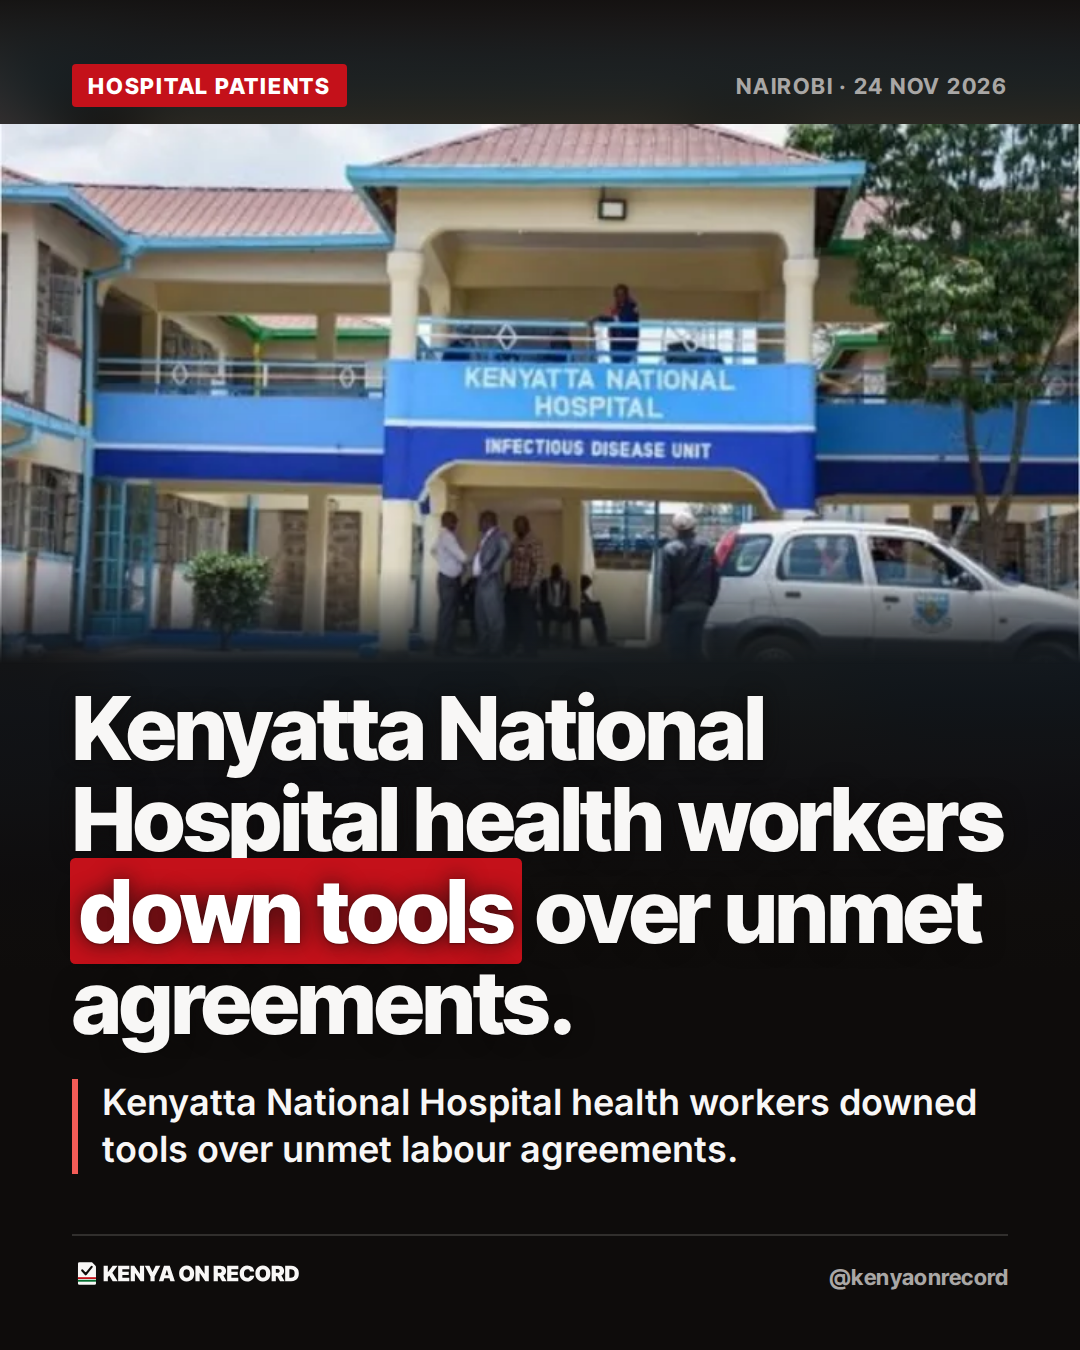 HOSPITAL PATIENTS
NAIROBI · 24 NOV 2026
KENYATTA NATIONAL
HOSPITAL
INFECTIOUS DISEASE UNIT
Kenyatta National
Hospital health workers
down tools over unmet
agreements.
Kenyatta National Hospital health workers downed
tools over unmet labour agreements.
KENYA ON RECORD
@kenyaonrecord